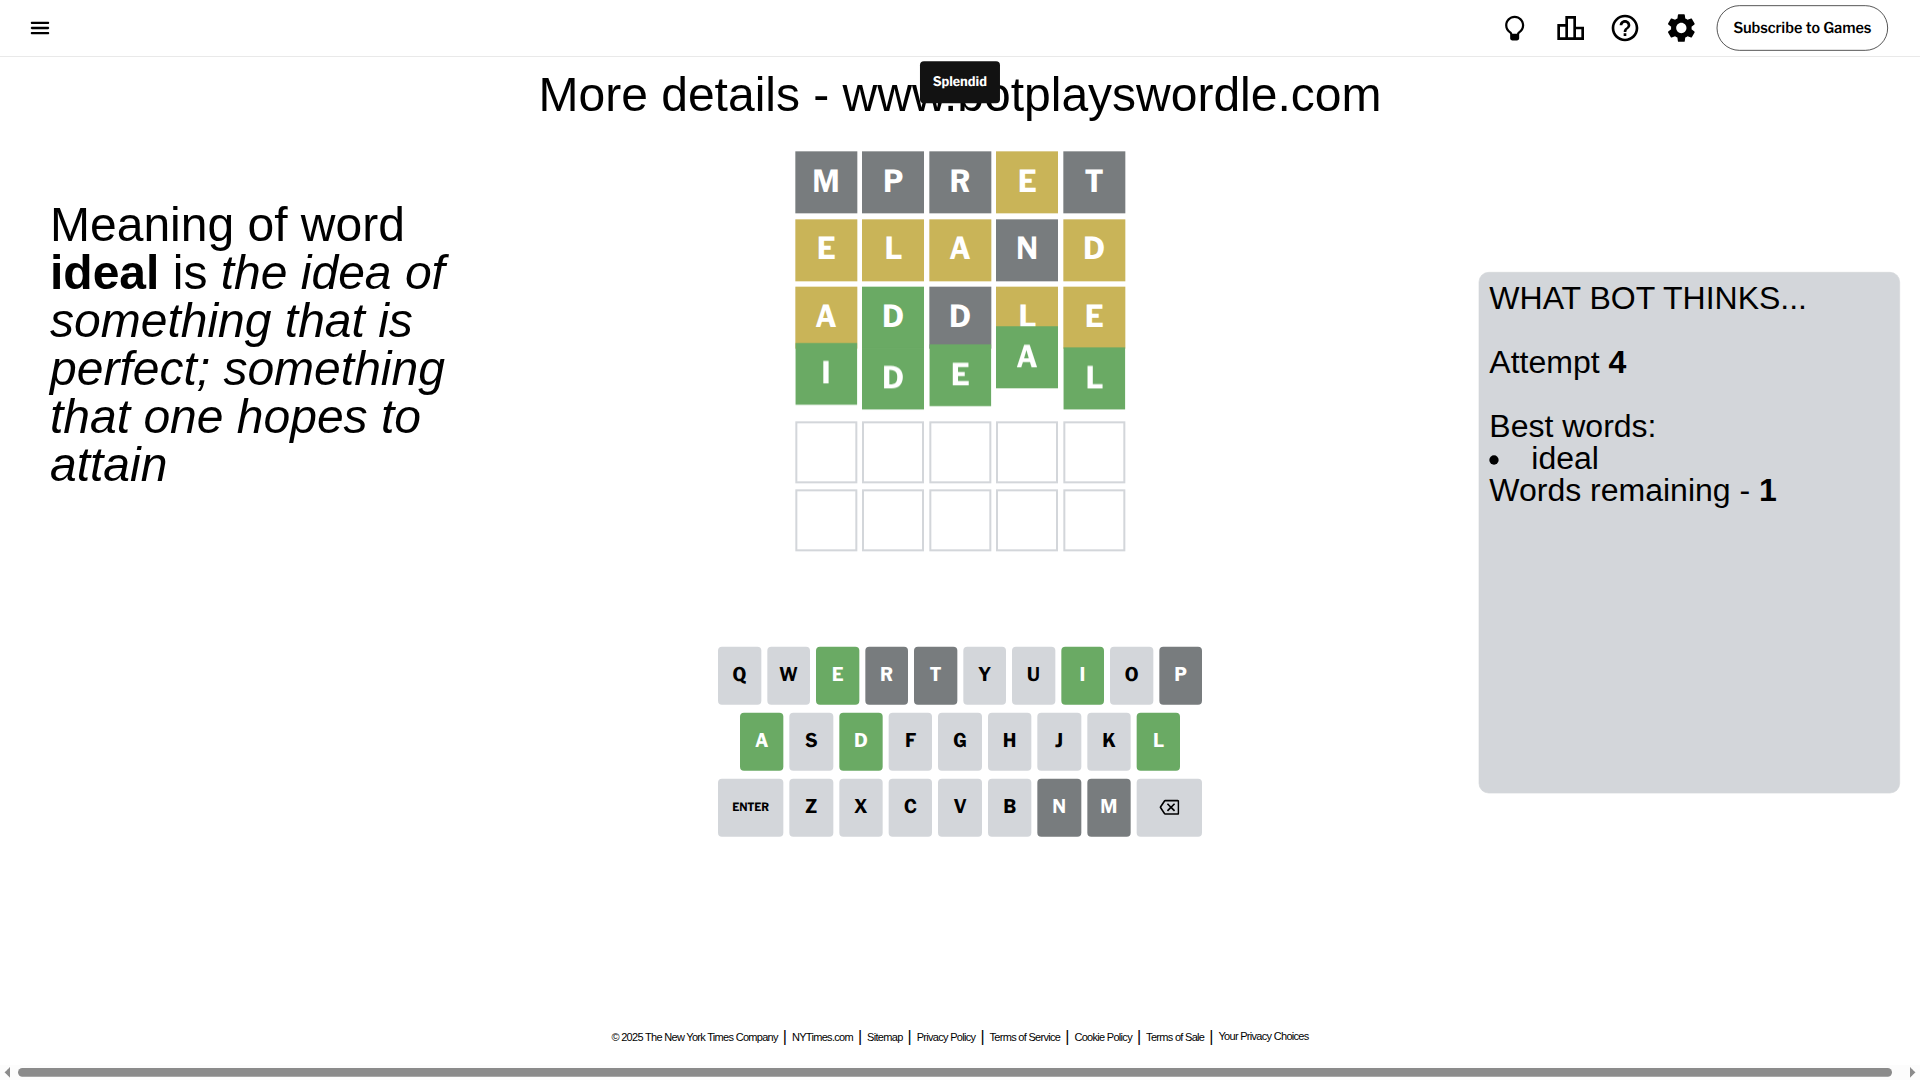 Subscribe to Games
Splendid
More details - www.botplayswordle.com
Meaning of word
ideal is the idea of
something that is
perfect; something
that one hopes to
attain
M P R E T
E L A N D
A D D L E
I D E A L
WHAT BOT THINKS...
Attempt 4
Best words:
• ideal
Words remaining - 1
Q W E R T Y U I O P
A S D F G H J K L
ENTER Z X C V B N M
© 2025 The New York Times Company | NYTimes.com | Sitemap | Privacy Policy | Terms of Service | Cookie Policy | Terms of Sale | Your Privacy Choices